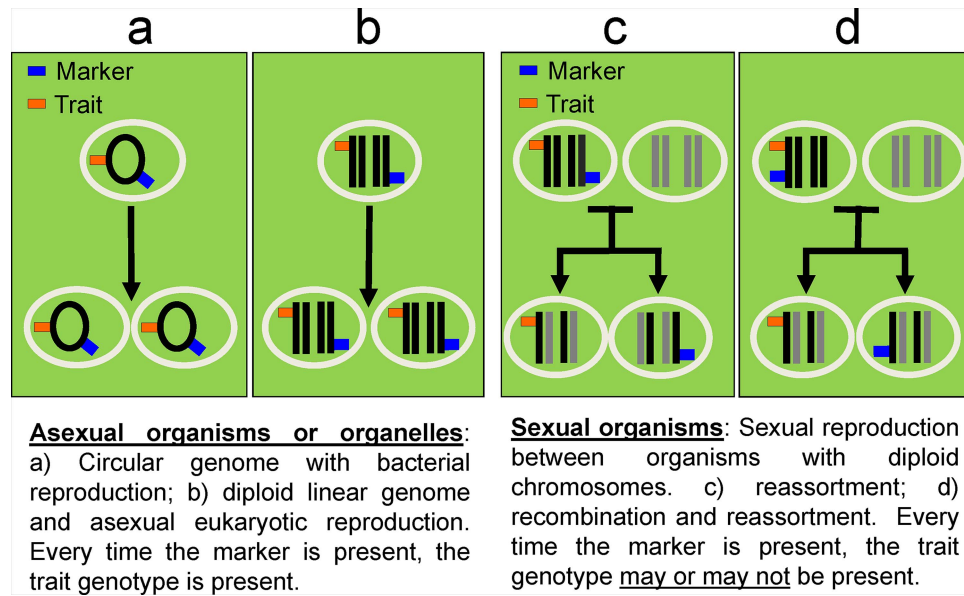 a
b
c
d
Marker
Trait
Marker
Trait
Asexual organisms or organelles:
a) Circular genome with bacterial
reproduction; b) diploid linear genome
and asexual eukaryotic reproduction.
Every time the marker is present, the
trait genotype is present.
Sexual organisms: Sexual reproduction
between organisms with diploid
chromosomes. c) reassortment; d)
recombination and reassortment. Every
time the marker is present, the trait
genotype may or may not be present.